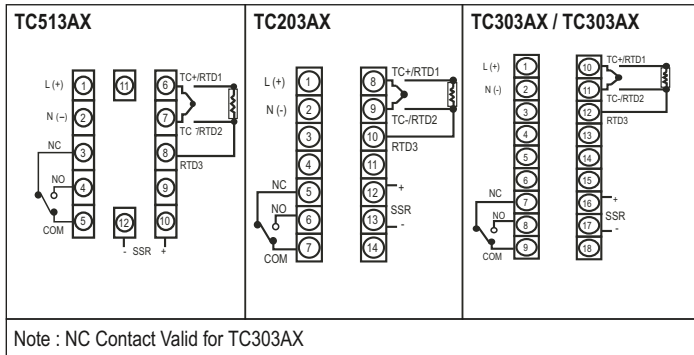 TC513AX
L (+) 1 11 6 TC+/RTD1
N (–) 2 7 TC-/RTD2
NC 3 8 RTD3
NO 4 9
COM 5 12 10
- SSR +
TC203AX
L (+) 1 8 TC+/RTD1
N (-) 2 9 TC-/RTD2
3 10 RTD3
4 11
NC 5 12 +
NO 6 13 SSR -
COM 7 14
TC303AX / TC303AX
L (+) 1 10 TC+/RTD1
N (-) 2 11 TC-/RTD2
3 12 RTD3
4 13
5 14
6 15
NC 7 16 +
NO 8 17 SSR -
COM 9 18
Note : NC Contact Valid for TC303AX